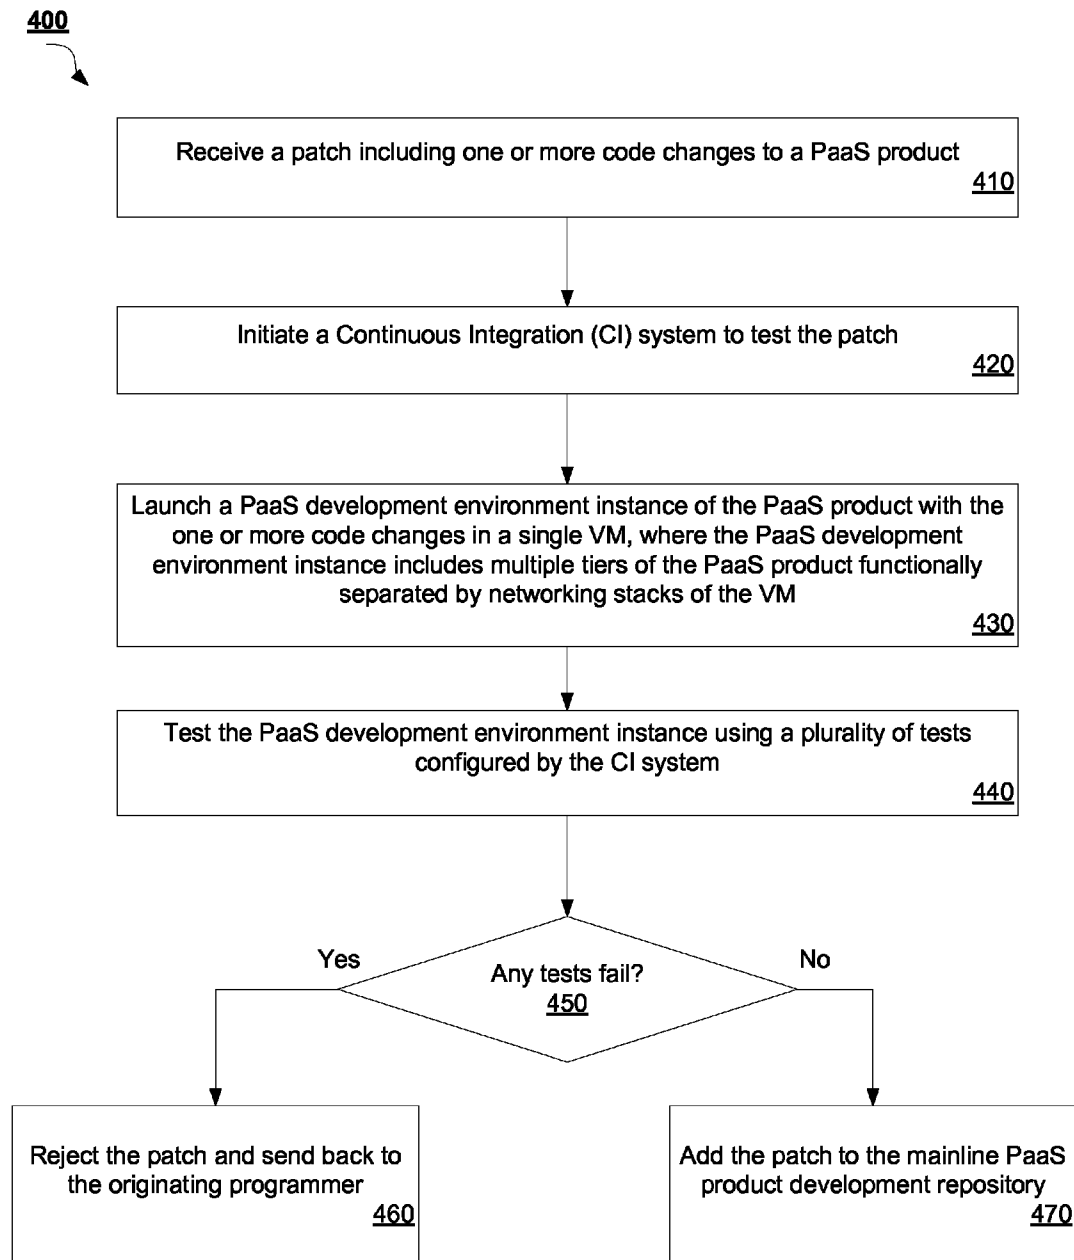 400
Receive a patch including one or more code changes to a PaaS product
410
Initiate a Continuous Integration (CI) system to test the patch
420
Launch a PaaS development environment instance of the PaaS product with the
one or more code changes in a single VM, where the PaaS development
environment instance includes multiple tiers of the PaaS product functionally
separated by networking stacks of the VM
430
Test the PaaS development environment instance using a plurality of tests
configured by the CI system
440
Yes
No
Any tests fail?
450
Reject the patch and send back to
the originating programmer
460
Add the patch to the mainline PaaS
product development repository
470